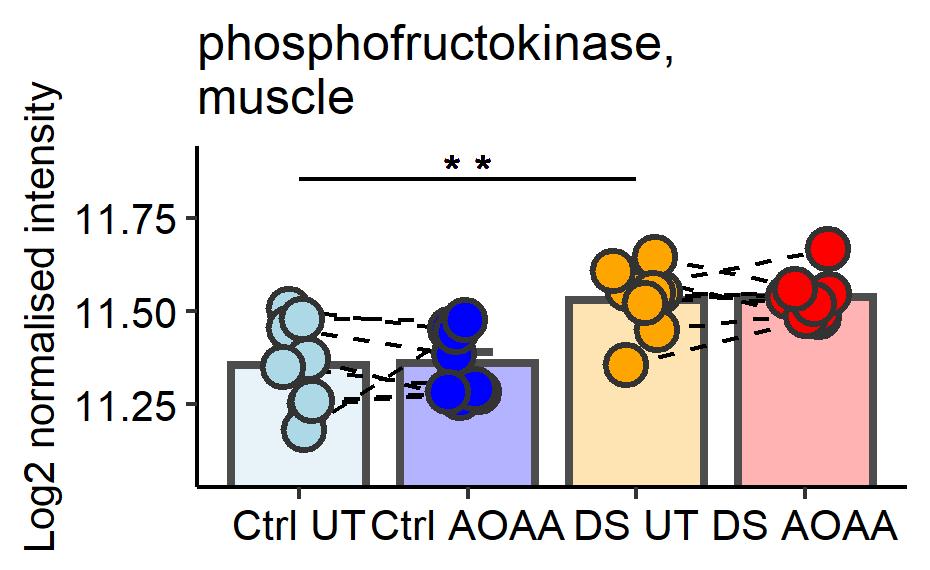 phosphofructokinase,
muscle
**
Log2 normalised intensity
11.75
11.50
11.25
Ctrl UT Ctrl AOAA DS UT DS AOAA